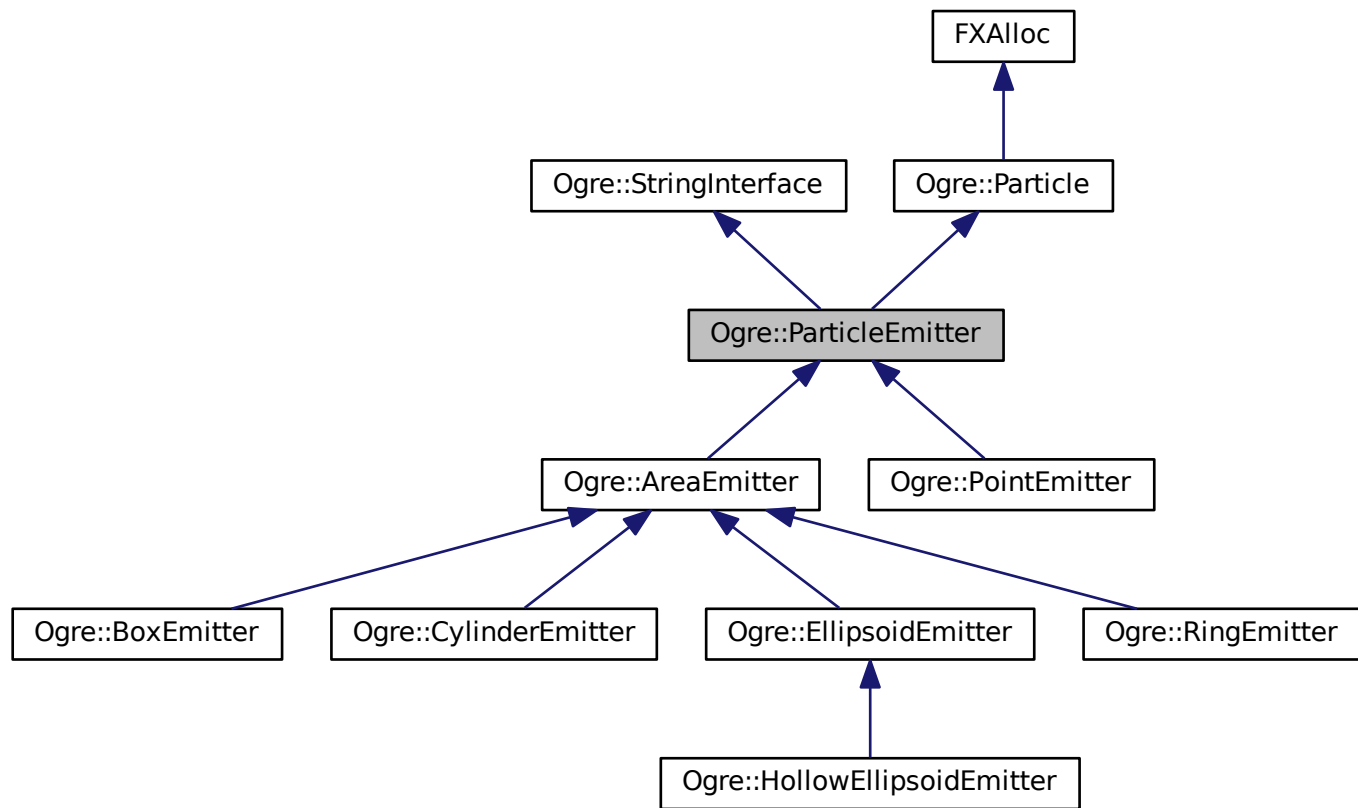 FXAlloc
Ogre::StringInterface
Ogre::Particle
Ogre::ParticleEmitter
Ogre::AreaEmitter
Ogre::PointEmitter
Ogre::BoxEmitter
Ogre::CylinderEmitter
Ogre::EllipsoidEmitter
Ogre::RingEmitter
Ogre::HollowEllipsoidEmitter